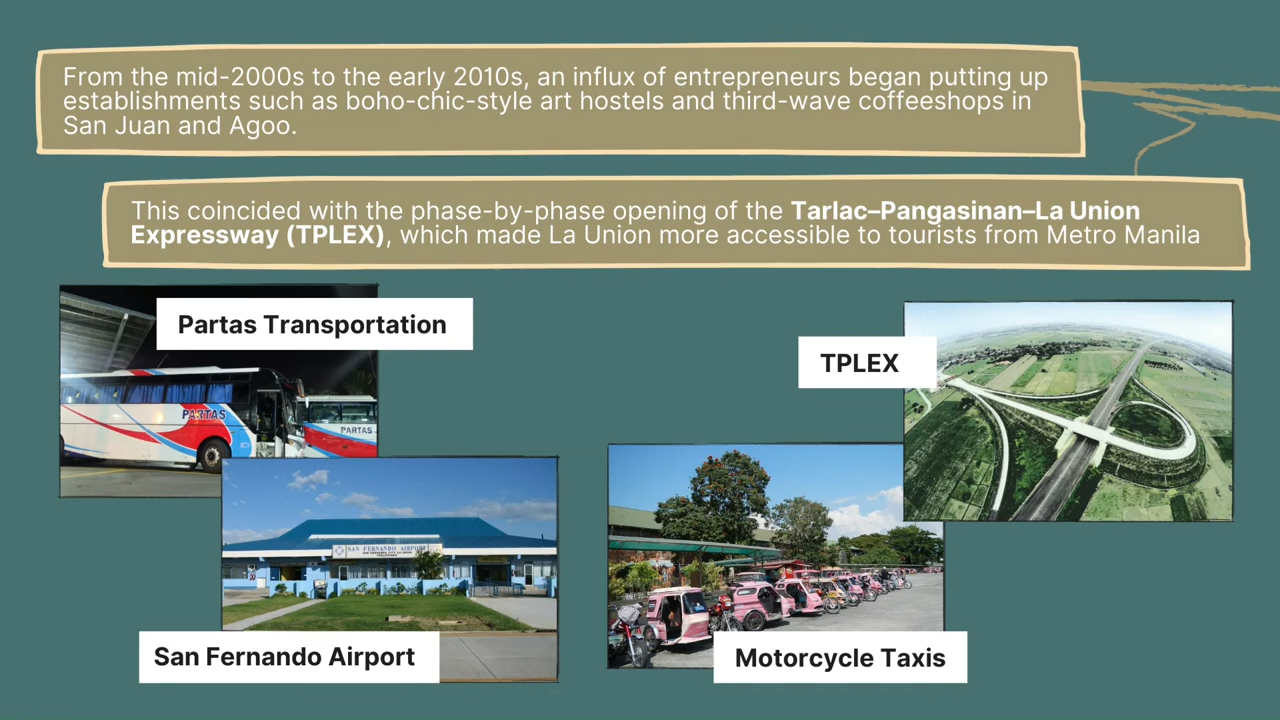 From the mid-2000s to the early 2010s, an influx of entrepreneurs began putting up
establishments such as boho-chic-style art hostels and third-wave coffeeshops in
San Juan and Agoo.
This coincided with the phase-by-phase opening of the Tarlac–Pangasinan–La Union
Expressway (TPLEX), which made La Union more accessible to tourists from Metro Manila
Partas Transportation
PARTAS
PARTAS
TPLEX
SAN FERNANDO AIRPORT
San Fernando Airport
Motorcycle Taxis